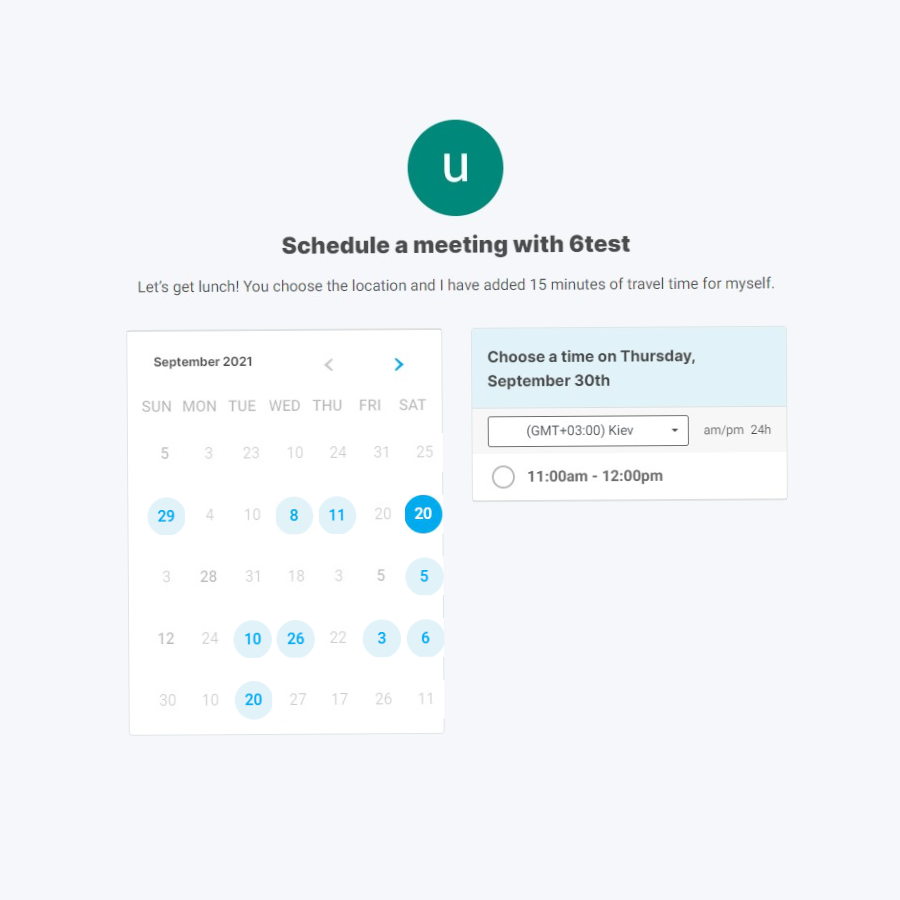 u
Schedule a meeting with 6test
Let's get lunch! You choose the location and I have added 15 minutes of travel time for myself.
September 2021
SUN MON TUE WED THU FRI SAT
5 3 23 10 24 31 25
29 4 10 8 11 20 20
3 28 31 18 3 5 5
12 24 10 26 22 3 6
30 10 20 27 17 26 11
Choose a time on Thursday,
September 30th
(GMT+03:00) Kiev am/pm 24h
11:00am - 12:00pm